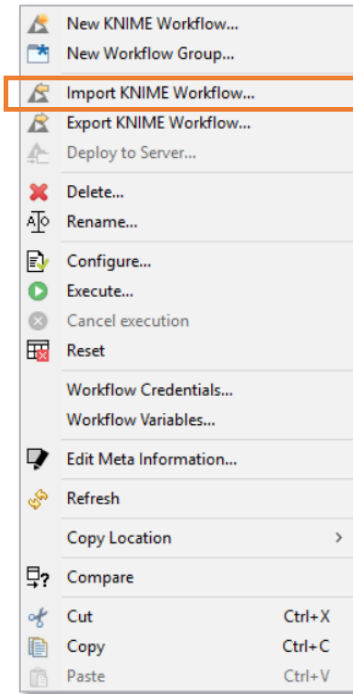 New KNIME Workflow...
New Workflow Group...
Import KNIME Workflow...
Export KNIME Workflow...
Deploy to Server...
Delete...
Rename...
Configure...
Execute...
Cancel execution
Reset
Workflow Credentials...
Workflow Variables...
Edit Meta Information...
Refresh
Copy Location >
Compare
Cut Ctrl+X
Copy Ctrl+C
Paste Ctrl+V